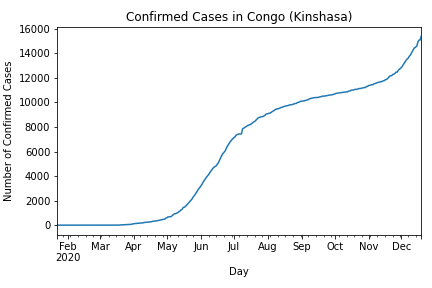 Confirmed Cases in Congo (Kinshasa)
16000
14000
12000
10000
8000
6000
4000
2000
0
Number of Confirmed Cases
Feb Mar Apr May Jun Jul Aug Sep Oct Nov Dec
2020
Day